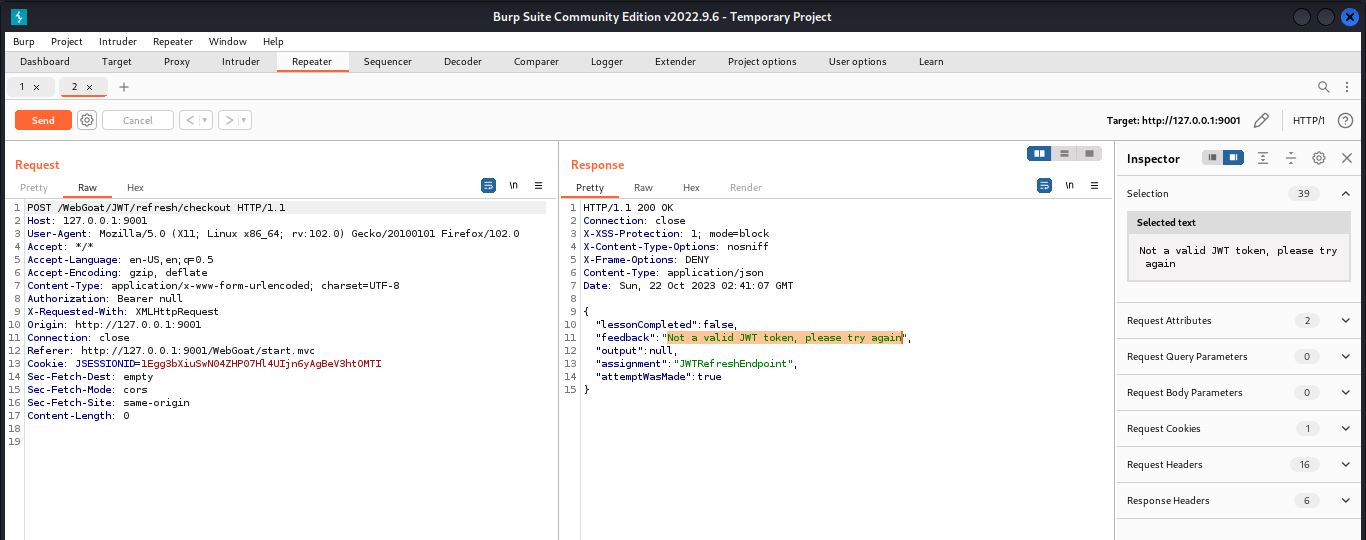 Burp Suite Community Edition v2022.9.6 - Temporary Project
Burp Project Intruder Repeater Window Help
Dashboard Target Proxy Intruder Repeater Sequencer Decoder Comparer Logger Extender Project options User options Learn
1 × 2 × +
Send Cancel < > Target: http://127.0.0.1:9001 HTTP/1 ?
Request
Pretty Raw Hex \n
1 POST /WebGoat/JWT/refresh/checkout HTTP/1.1
2 Host: 127.0.0.1:9001
3 User-Agent: Mozilla/5.0 (X11; Linux x86_64; rv:102.0) Gecko/20100101 Firefox/102.0
4 Accept: */*
5 Accept-Language: en-US,en;q=0.5
6 Accept-Encoding: gzip, deflate
7 Content-Type: application/x-www-form-urlencoded; charset=UTF-8
8 Authorization: Bearer null
9 X-Requested-With: XMLHttpRequest
10 Origin: http://127.0.0.1:9001
11 Connection: close
12 Referer: http://127.0.0.1:9001/WebGoat/start.mvc
13 Cookie: JSESSIONID=1Egg3bXiuSwN04ZHP07Hl4UIjn6yAgBeV3htOMTI
14 Sec-Fetch-Dest: empty
15 Sec-Fetch-Mode: cors
16 Sec-Fetch-Site: same-origin
17 Content-Length: 0
18
19
Response
Pretty Raw Hex Render \n
1 HTTP/1.1 200 OK
2 Connection: close
3 X-XSS-Protection: 1; mode=block
4 X-Content-Type-Options: nosniff
5 X-Frame-Options: DENY
6 Content-Type: application/json
7 Date: Sun, 22 Oct 2023 02:41:07 GMT
8
9 {
10 "lessonCompleted":false,
11 "feedback":"Not a valid JWT token, please try again",
12 "output":null,
13 "assignment":"JWTRefreshEndpoint",
14 "attemptWasMade":true
15 }
Inspector
Selection 39
Selected text
Not a valid JWT token, please try
again
Request Attributes 2
Request Query Parameters 0
Request Body Parameters 0
Request Cookies 1
Request Headers 16
Response Headers 6